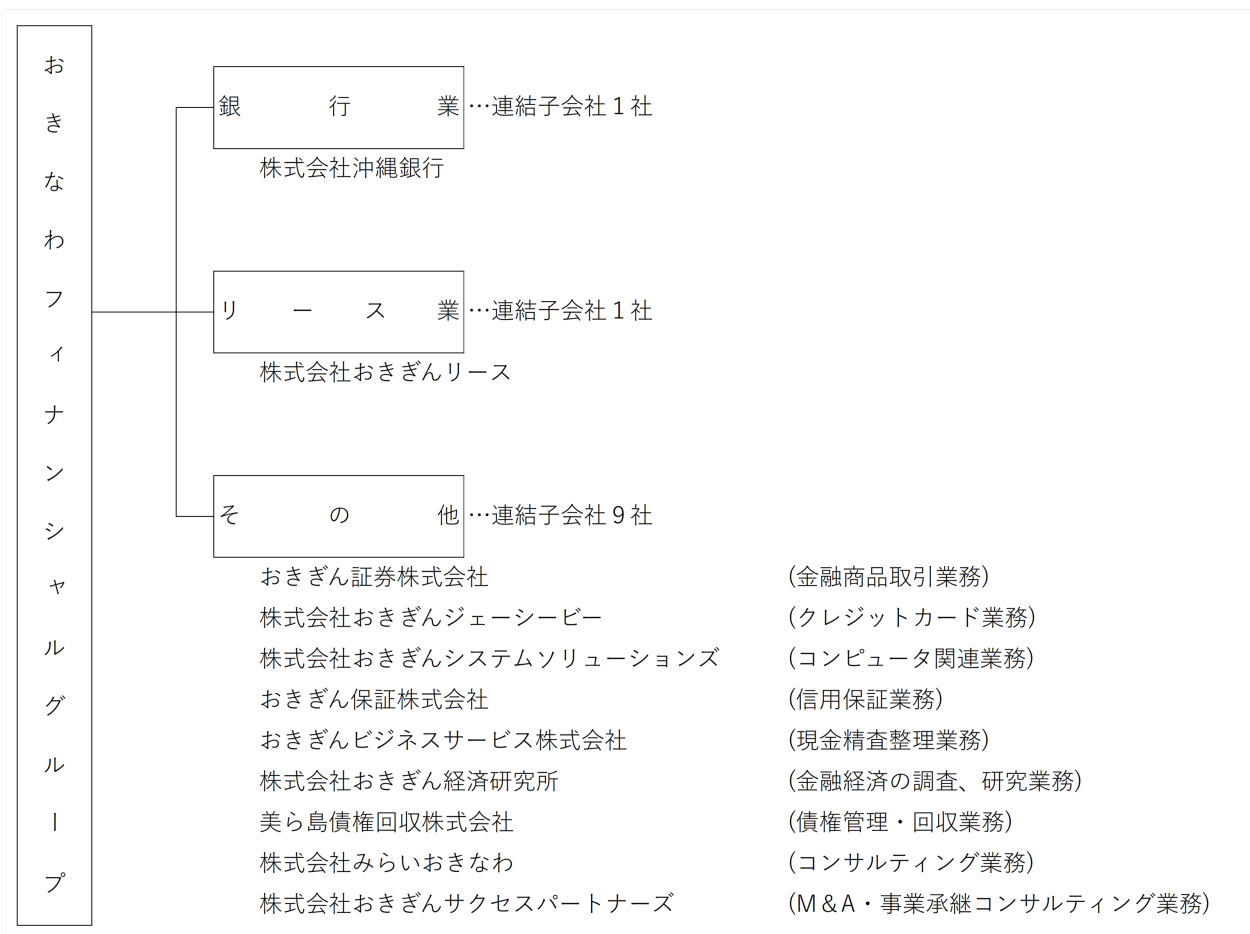 おきなわフィナンシャルグループ
銀行業…連結子会社1社
株式会社沖縄銀行
リース業…連結子会社1社
株式会社おきぎんリース
その他…連結子会社9社
おきぎん証券株式会社 (金融商品取引業務)
株式会社おきぎんジェーシービー (クレジットカード業務)
株式会社おきぎんシステムソリューションズ (コンピュータ関連業務)
おきぎん保証株式会社 (信用保証業務)
おきぎんビジネスサービス株式会社 (現金精査整理業務)
株式会社おきぎん経済研究所 (金融経済の調査、研究業務)
美ら島債権回収株式会社 (債権管理・回収業務)
株式会社みらいおきなわ (コンサルティング業務)
株式会社おきぎんサクセスパートナーズ (M&A・事業承継コンサルティング業務)